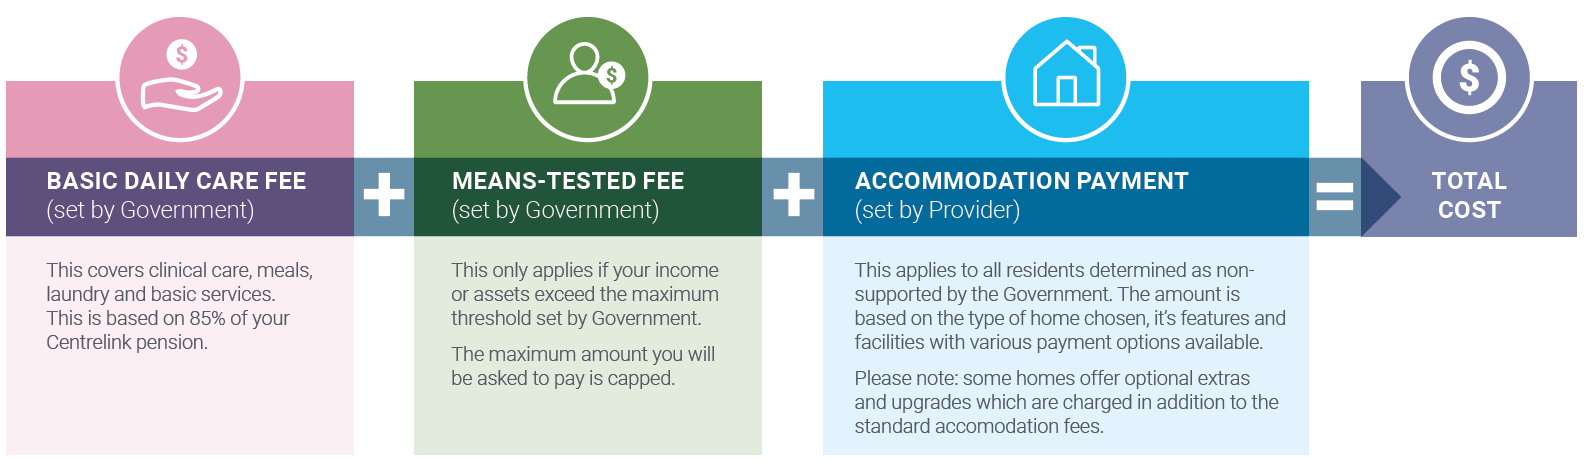 BASIC DAILY CARE FEE
(set by Government)
This covers clinical care, meals,
laundry and basic services.
This is based on 85% of your
Centrelink pension.
+
MEANS-TESTED FEE
(set by Government)
This only applies if your income
or assets exceed the maximum
threshold set by Government.
The maximum amount you will
be asked to pay is capped.
+
ACCOMMODATION PAYMENT
(set by Provider)
This applies to all residents determined as non-
supported by the Government. The amount is
based on the type of home chosen, it's features and
facilities with various payment options available.
Please note: some homes offer optional extras
and upgrades which are charged in addition to the
standard accomodation fees.
=
TOTAL
COST